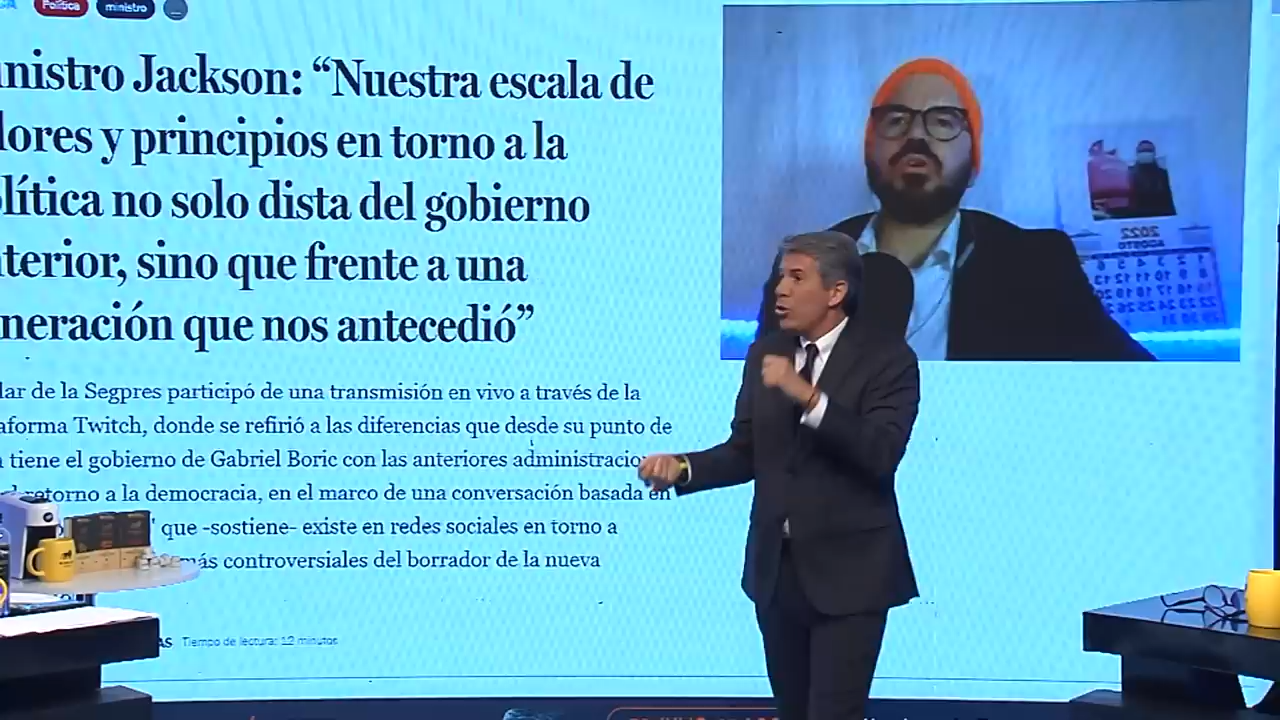 Política ministro
nistro Jackson: “Nuestra escala de
lores y principios en torno a la
lítica no solo dista del gobierno
terior, sino que frente a una
neración que nos antecedió”
lar de la Segpres participó de una transmisión en vivo a través de la
aforma Twitch, donde se refirió a las diferencias que desde su punto de
tiene el gobierno de Gabriel Boric con las anteriores administracio
retorno a la democracia, en el marco de una conversación basada en
que -sostiene- existe en redes sociales en torno a
más controversiales del borrador de la nueva
AS Tiempo de lectura: 12 minutos
2022
AGOSTO